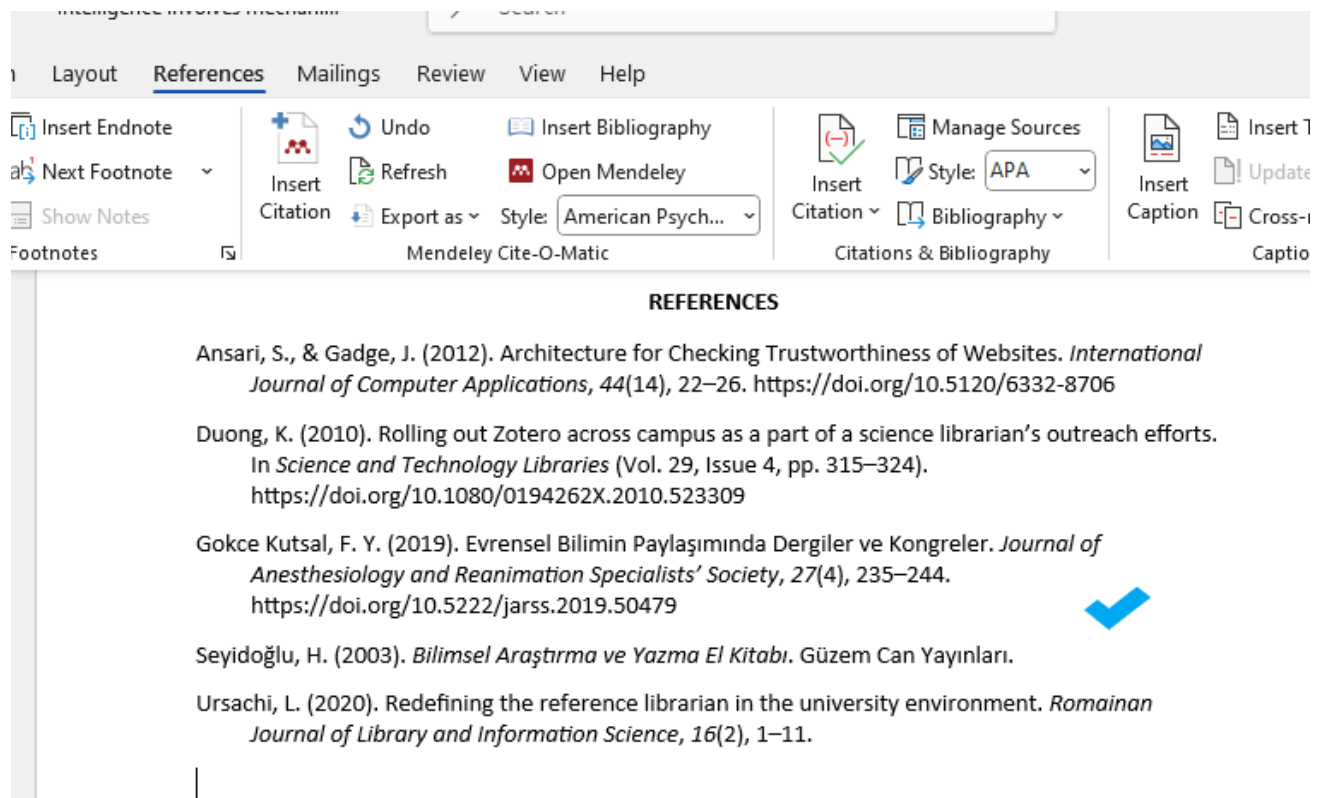 Layout References Mailings Review View Help
Insert Endnote
Next Footnote
Show Notes
Footnotes
Insert Citation
Undo
Refresh
Export as
Insert Bibliography
Open Mendeley
Style: American Psych...
Mendeley Cite-O-Matic
Insert Citation
Manage Sources
Style: APA
Bibliography
Citations & Bibliography
Insert Caption
Insert
Update
Cross-
Captio
REFERENCES
Ansari, S., & Gadge, J. (2012). Architecture for Checking Trustworthiness of Websites. International
Journal of Computer Applications, 44(14), 22–26. https://doi.org/10.5120/6332-8706
Duong, K. (2010). Rolling out Zotero across campus as a part of a science librarian’s outreach efforts.
In Science and Technology Libraries (Vol. 29, Issue 4, pp. 315–324).
https://doi.org/10.1080/0194262X.2010.523309
Gokce Kutsal, F. Y. (2019). Evrensel Bilimin Paylaşımında Dergiler ve Kongreler. Journal of
Anesthesiology and Reanimation Specialists’ Society, 27(4), 235–244.
https://doi.org/10.5222/jarss.2019.50479
Seyidoğlu, H. (2003). Bilimsel Araştırma ve Yazma El Kitabı. Güzem Can Yayınları.
Ursachi, L. (2020). Redefining the reference librarian in the university environment. Romainan
Journal of Library and Information Science, 16(2), 1–11.